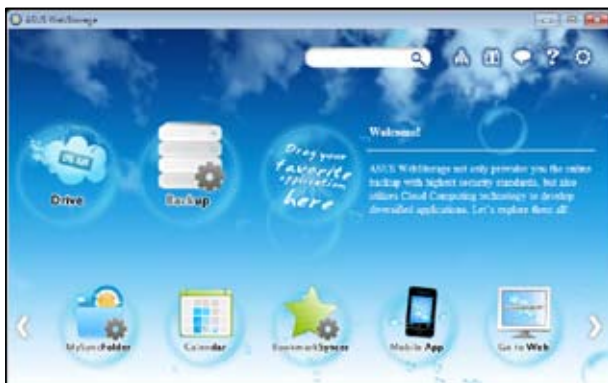 ASUS WebStorage
Welcome!
ASUS WebStorage not only provides you the online
backup with highest security standards, but also
utilizes Cloud Computing technology to develop
diversified applications. Let's explore them all!
Drive
Backup
Drag your
favorite
application
here
MySyncFolder
Calendar
BookmarkSyncer
Mobile App
Go to Web